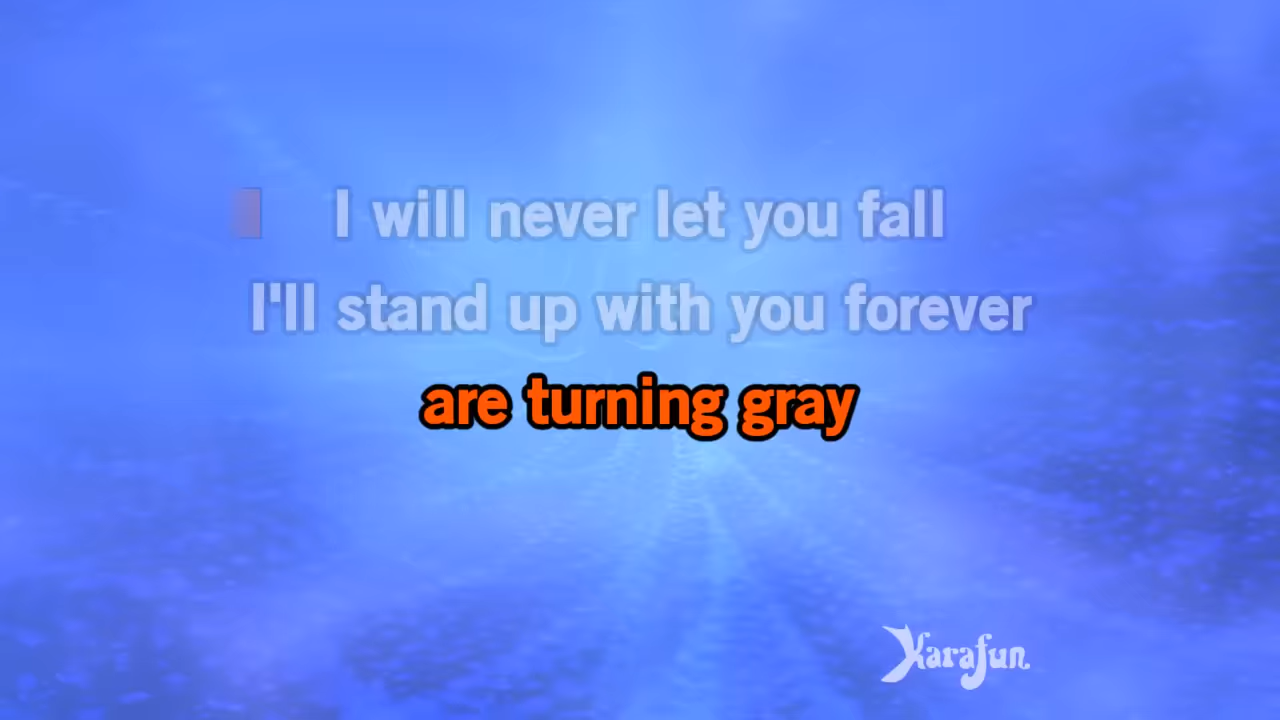 I will never let you fall
I'll stand up with you forever
are turning gray
Karafun